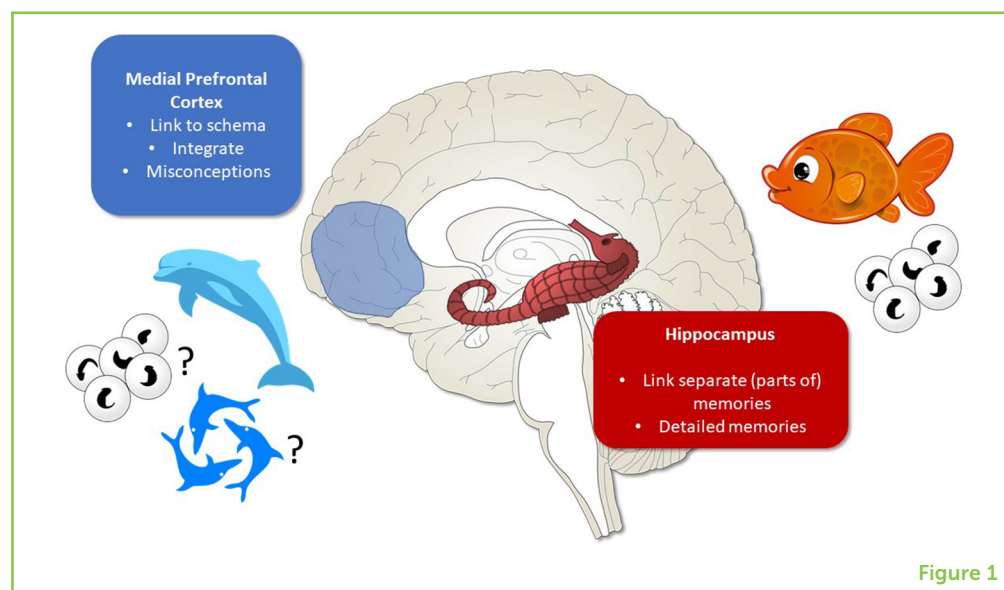 Medial Prefrontal
Cortex
• Link to schema
• Integrate
• Misconceptions
?
?
Hippocampus
• Link separate (parts of)
memories
• Detailed memories
Figure 1